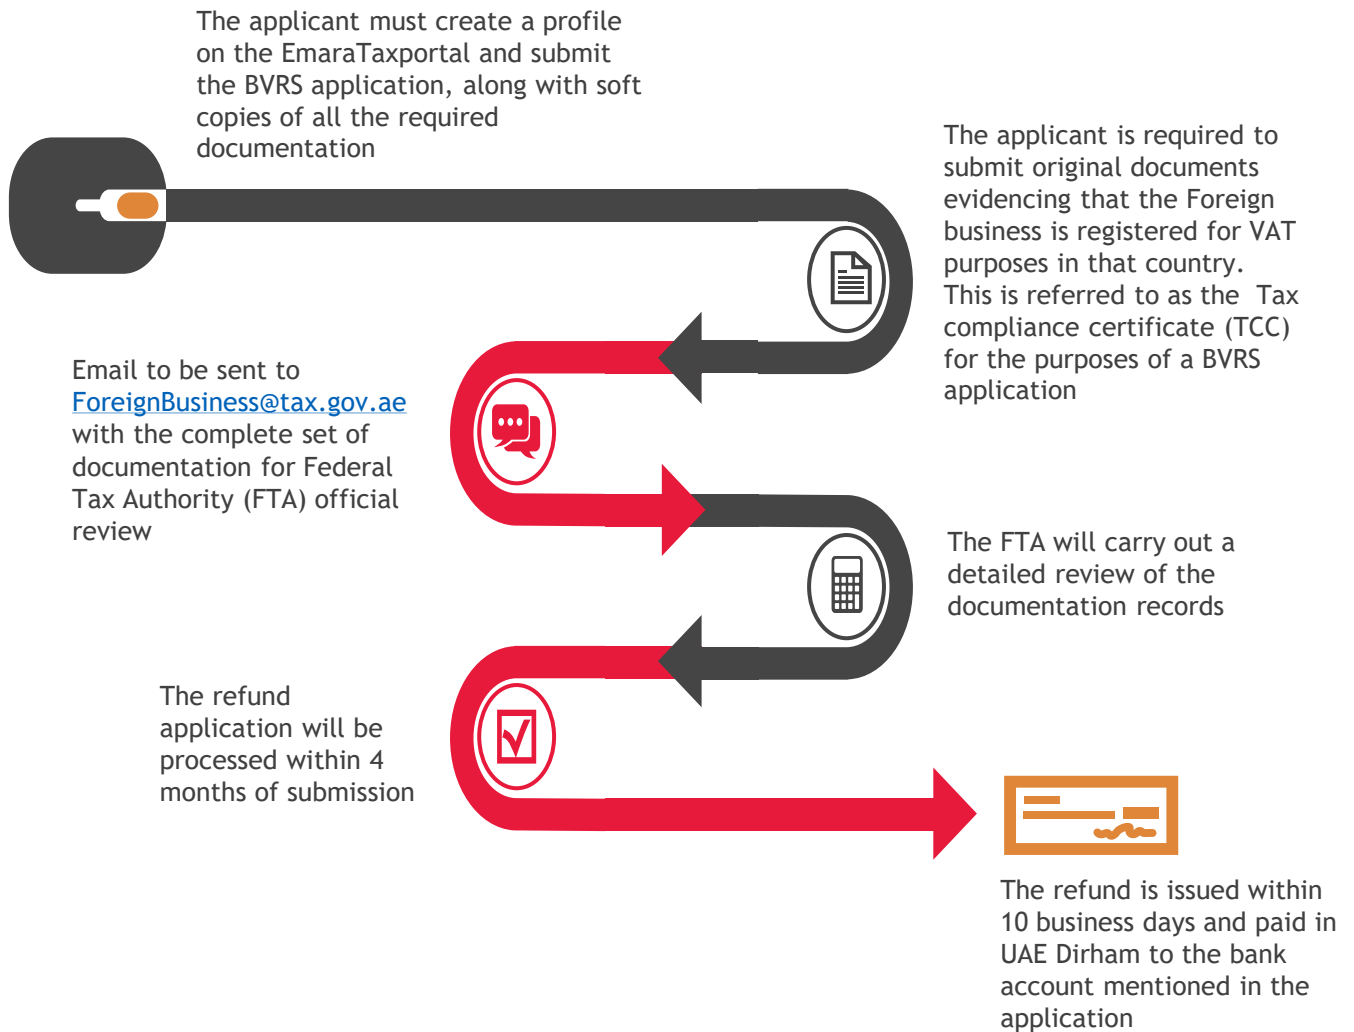 The applicant must create a profile
on the EmaraTaxportal and submit
the BVRS application, along with soft
copies of all the required
documentation
The applicant is required to
submit original documents
evidencing that the Foreign
business is registered for VAT
purposes in that country.
This is referred to as the Tax
compliance certificate (TCC)
for the purposes of a BVRS
application
Email to be sent to
ForeignBusiness@tax.gov.ae
with the complete set of
documentation for Federal
Tax Authority (FTA) official
review
The FTA will carry out a
detailed review of the
documentation records
The refund
application will be
processed within 4
months of submission
The refund is issued within
10 business days and paid in
UAE Dirham to the bank
account mentioned in the
application